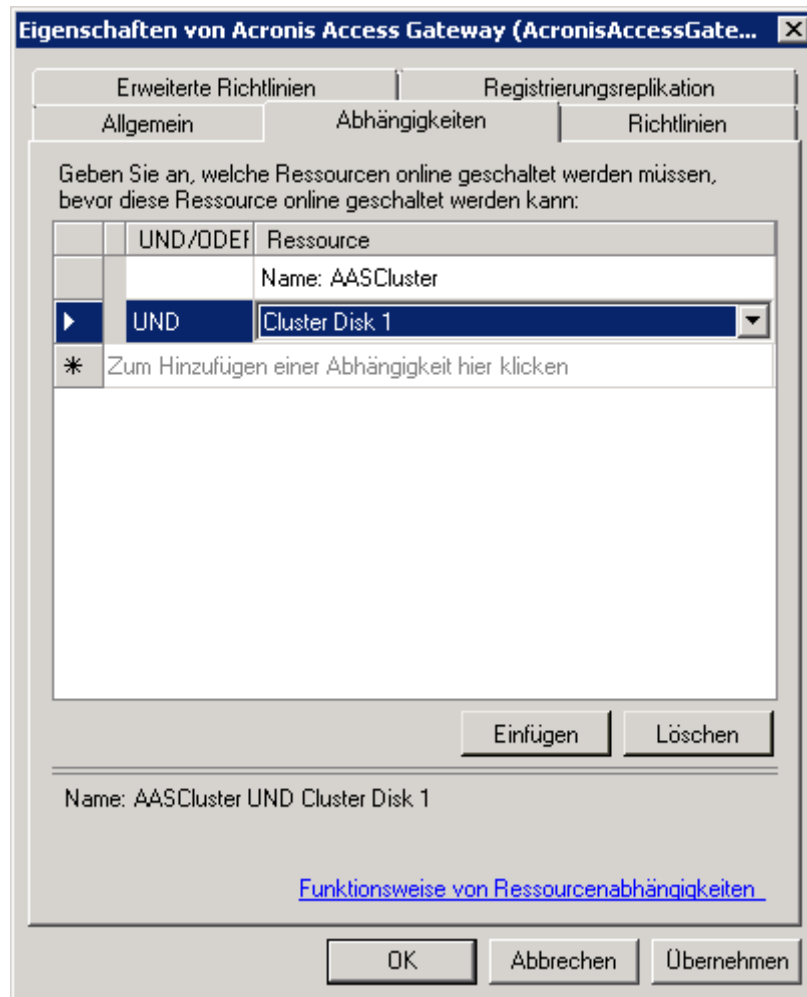 Eigenschaften von Acronis Access Gateway (AcronisAccessGate...
Erweiterte Richtlinien
Registrierungsreplikation
Allgemein
Abhängigkeiten
Richtlinien
Geben Sie an, welche Ressourcen online geschaltet werden müssen,
bevor diese Ressource online geschaltet werden kann:
UND/ODER Ressource
Name: AASCluster
UND Cluster Disk 1
Zum Hinzufügen einer Abhängigkeit hier klicken
Einfügen Löschen
Name: AASCluster UND Cluster Disk 1
Funktionsweise von Ressourcenabhängigkeiten
OK Abbrechen Übernehmen